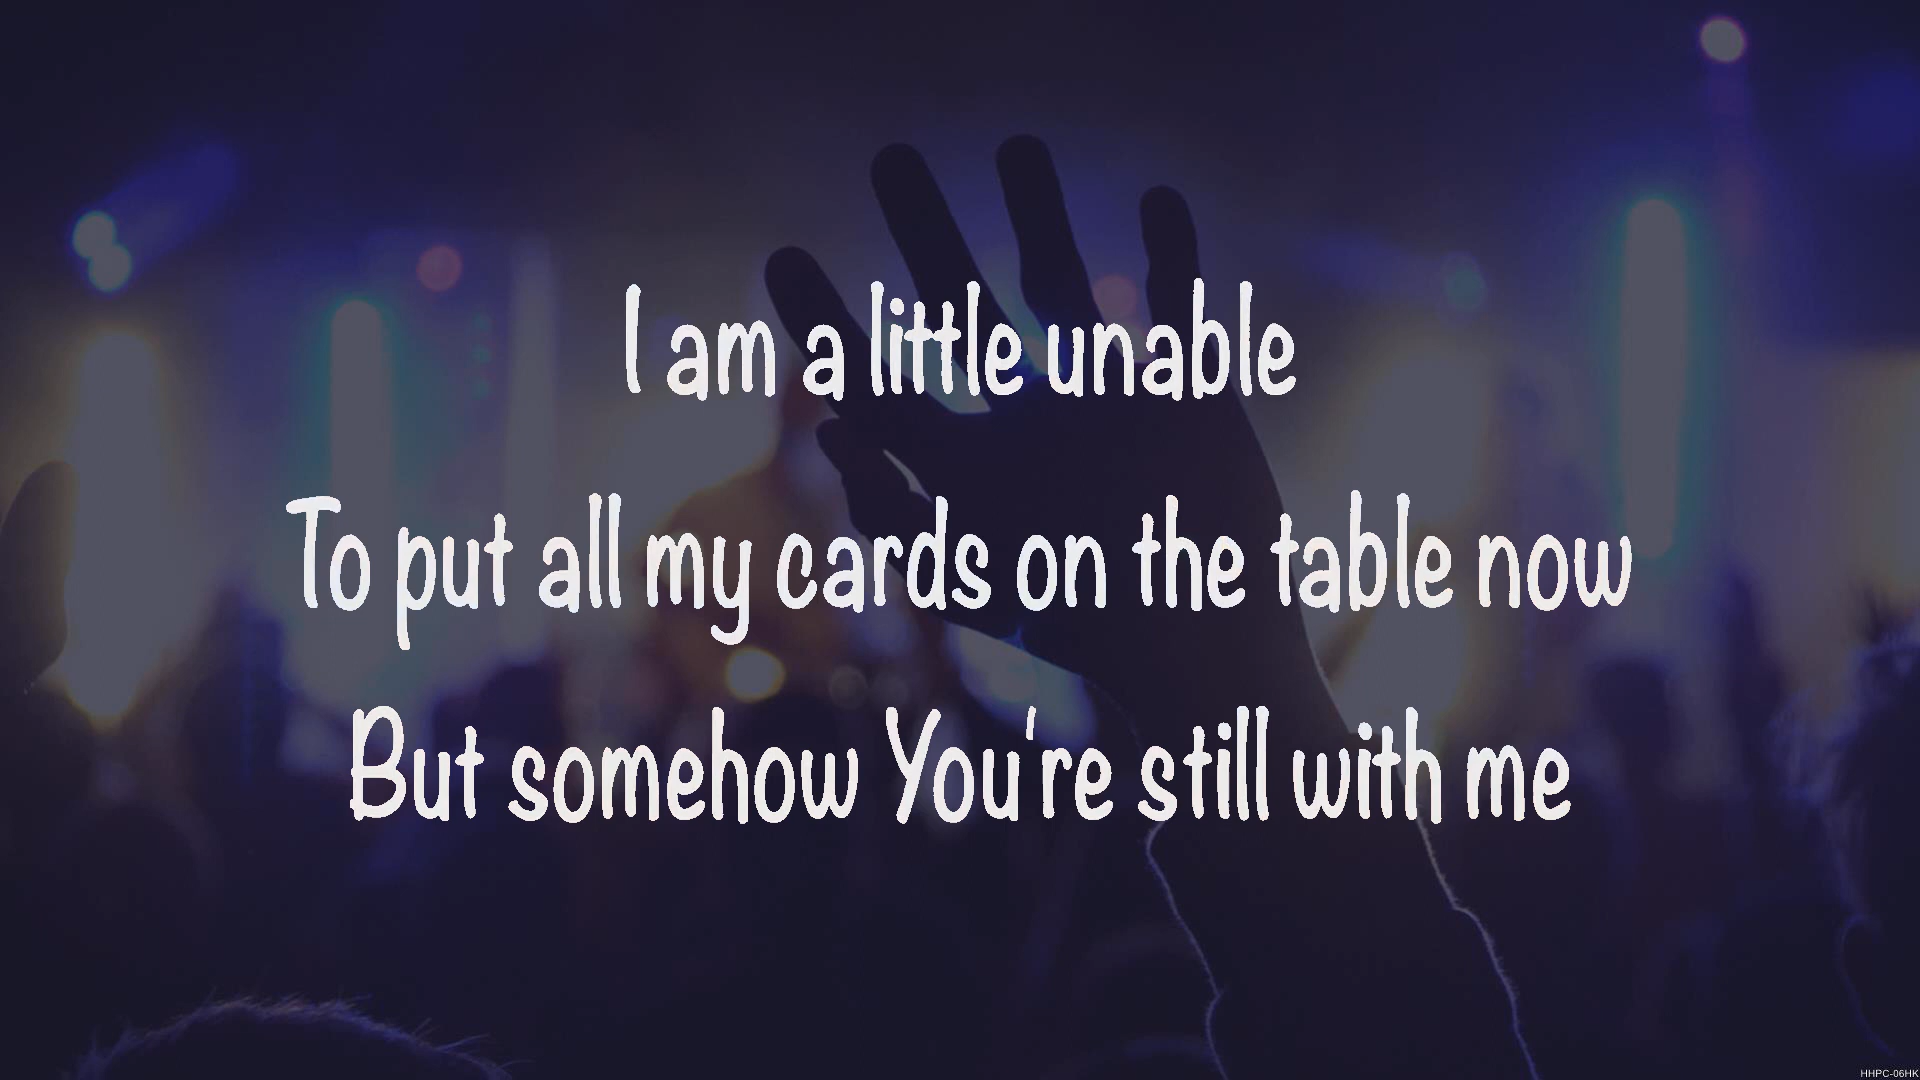 I am a little unable
To put all my cards on the table now
But somehow You're still with me
HHPC-06HK